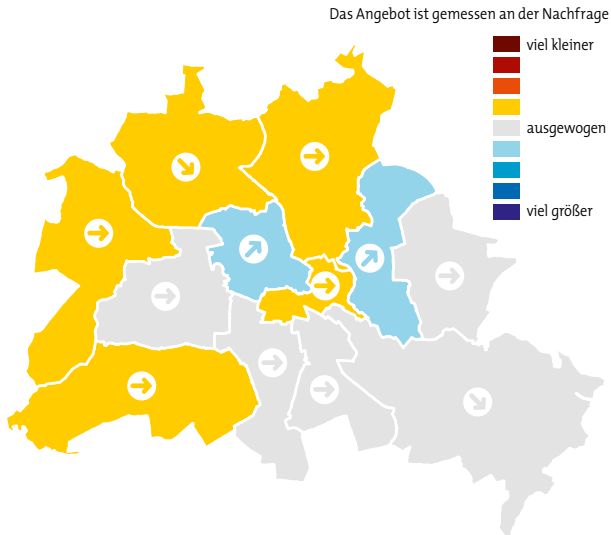 Das Angebot ist gemessen an der Nachfrage
viel kleiner
ausgewogen
viel größer